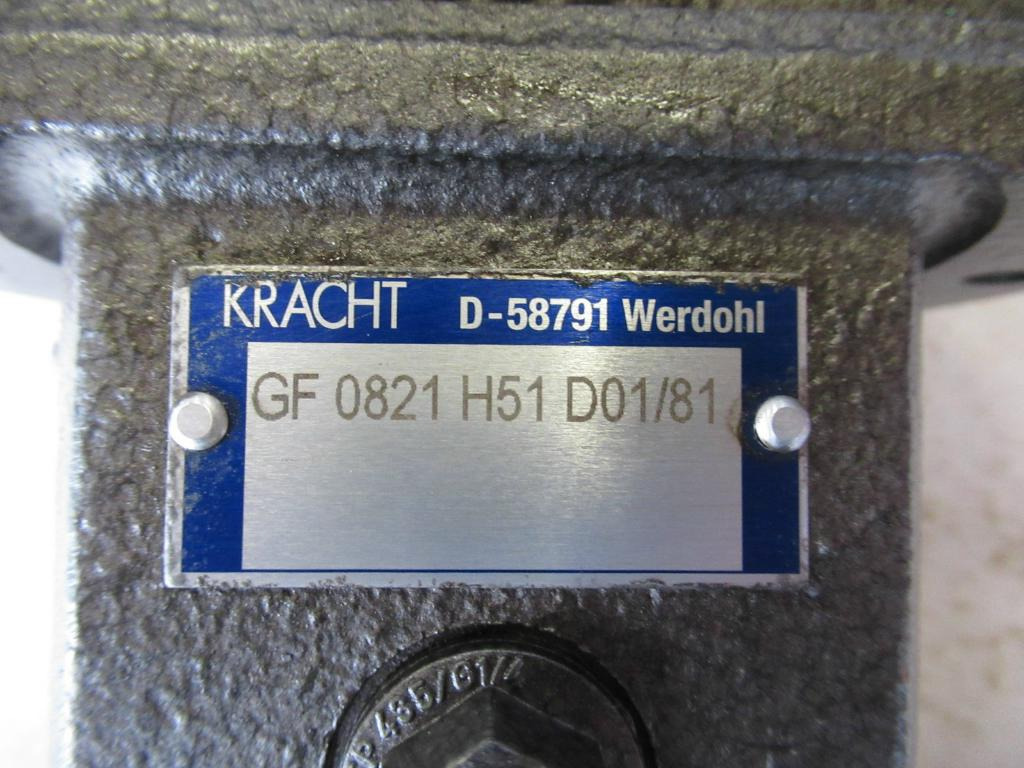 KRACHT D-58791 Werdohl
GF 0821 H51 D01/81